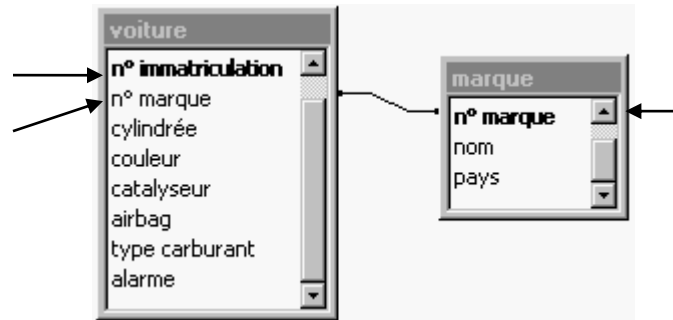 voiture
n° immatriculation
n° marque
cylindrée
couleur
catalyseur
airbag
type carburant
alarme
marque
n° marque
nom
pays